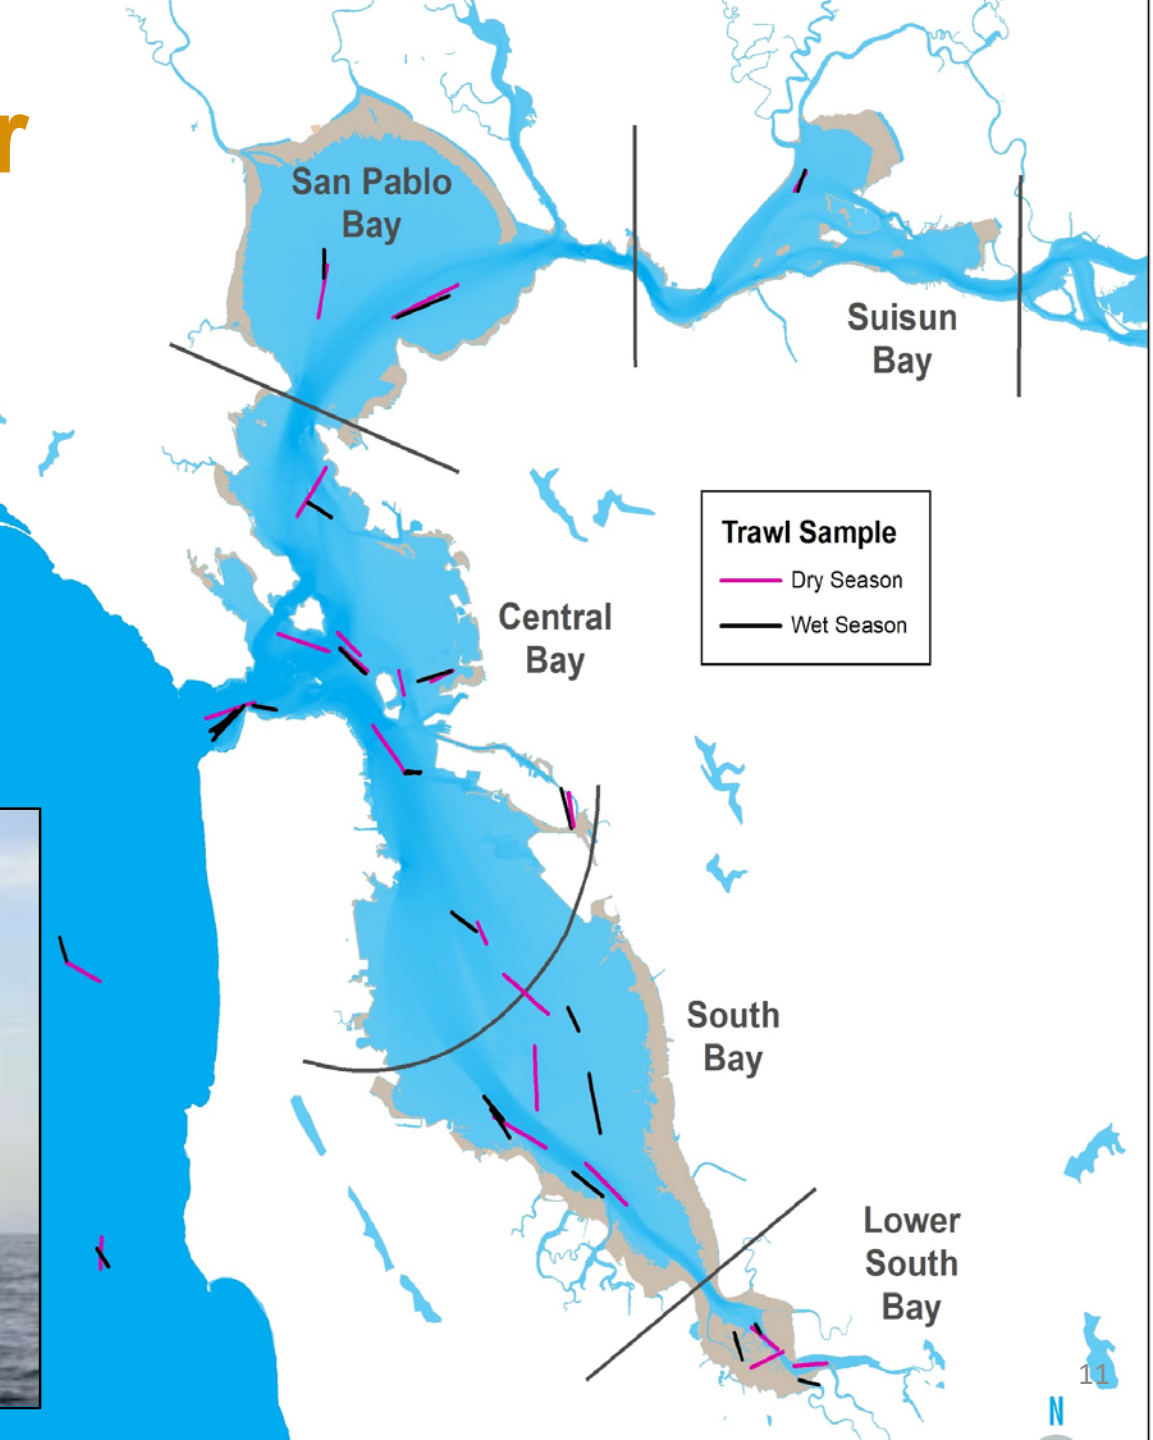 r
San Pablo
Bay
Suisun
Bay
Trawl Sample
Dry Season
Wet Season
Central
Bay
South
Bay
Lower
South
Bay
11
N